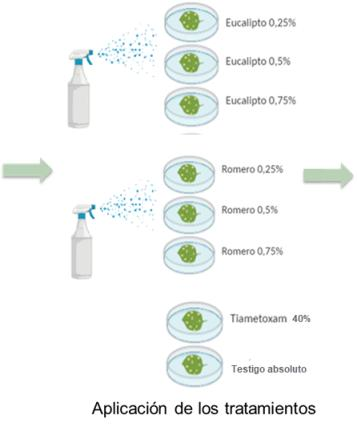 Eucalipto 0,25%
Eucalipto 0,5%
Eucalipto 0,75%
Romero 0,25%
Romero 0,5%
Romero 0,75%
Tiametoxam 40%
Testigo absoluto
Aplicación de los tratamientos